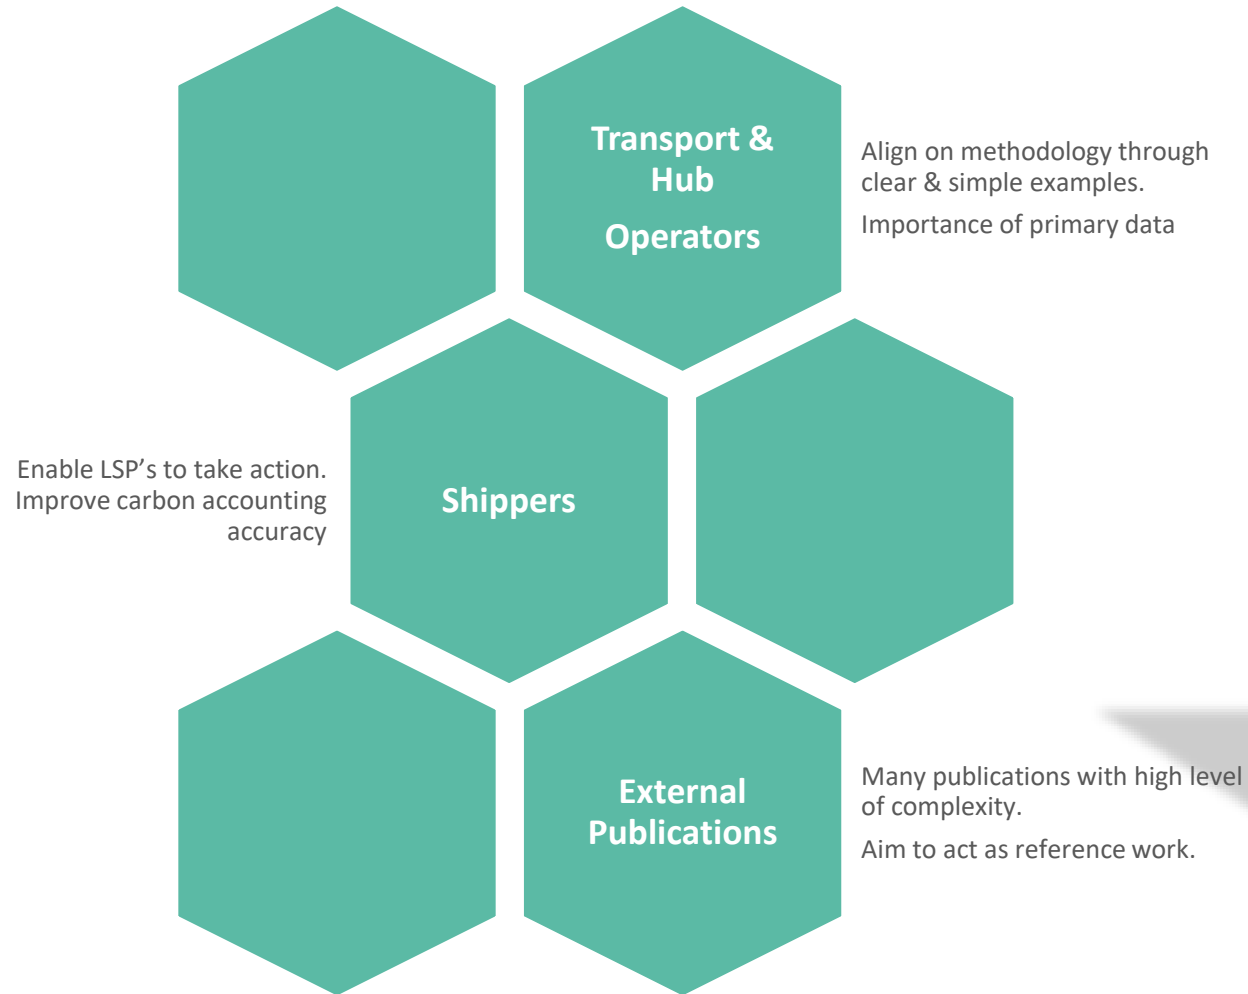 Transport &
Hub
Operators
Align on methodology through
clear & simple examples.
Importance of primary data
Enable LSP’s to take action.
Improve carbon accounting
accuracy
Shippers
External
Publications
Many publications with high level
of complexity.
Aim to act as reference work.